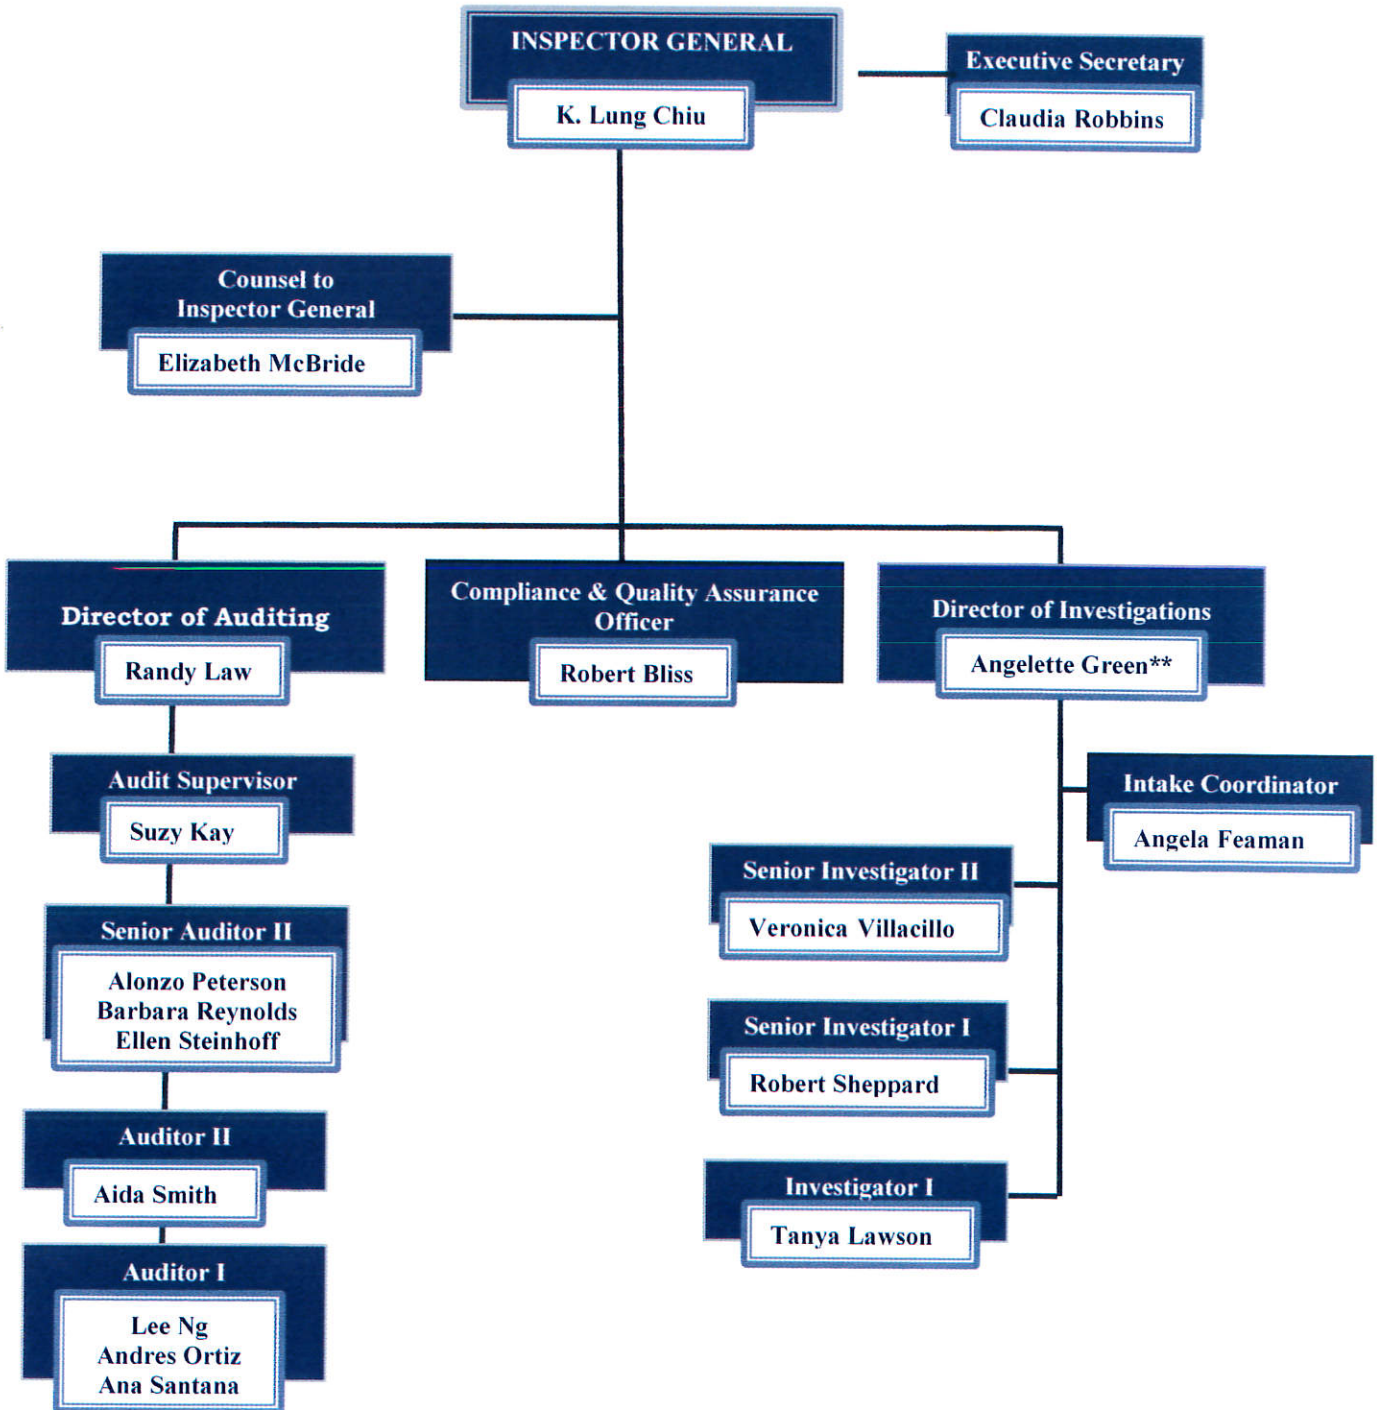 INSPECTOR GENERAL
K. Lung Chiu
Executive Secretary
Claudia Robbins
Counsel to
Inspector General
Elizabeth McBride
Director of Auditing
Randy Law
Compliance & Quality Assurance
Officer
Robert Bliss
Director of Investigations
Angelette Green**
Audit Supervisor
Suzy Kay
Intake Coordinator
Angela Feaman
Senior Auditor II
Alonzo Peterson
Barbara Reynolds
Ellen Steinhoff
Senior Investigator II
Veronica Villacillo
Senior Investigator I
Robert Sheppard
Auditor II
Aida Smith
Investigator I
Tanya Lawson
Auditor I
Lee Ng
Andres Ortiz
Ana Santana